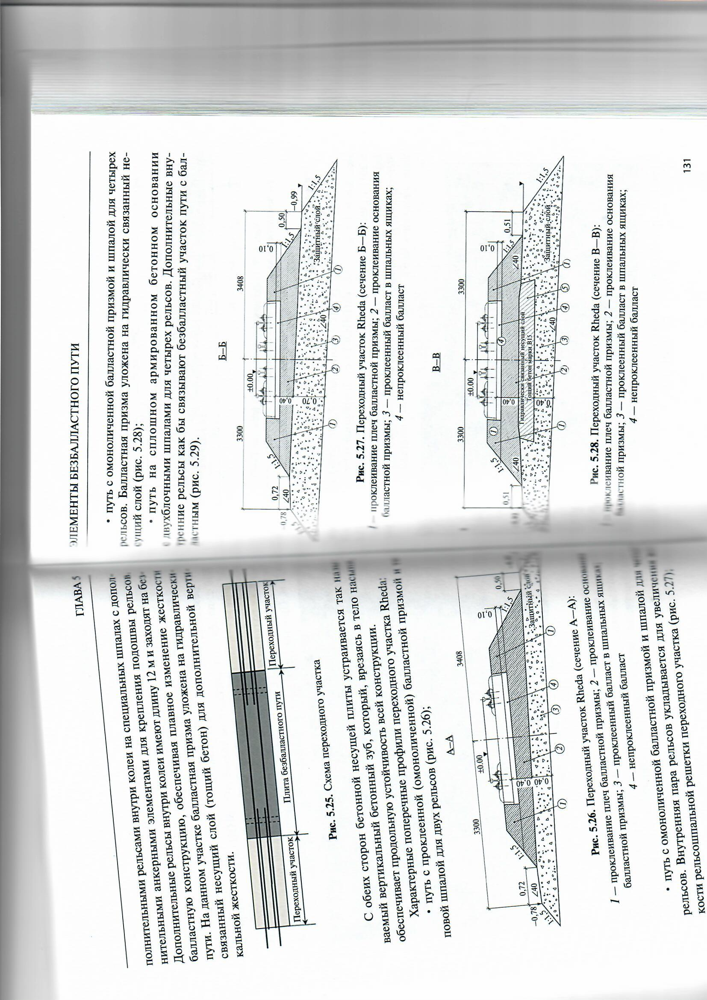 ГЛАВА 5
полнительными рельсами внутри колеи на специальных шпалах с допол-
нительными анкерными элементами для крепления подошвы рельсов.
Дополнительные рельсы внутри колеи имеют длину 12 м и заходят на без-
балластную конструкцию, обеспечивая плавное изменение жесткости
пути. На данном участке балластная призма уложена на гидравлически
связанный несущий слой (тощий бетон) для дополнительной верти-
кальной жесткости.
Переходный участок
Плита безбалластного пути
Переходный участок
Рис. 5.25. Схема переходного участка
С обеих сторон бетонной несущей плиты устраивается так назы
ваемый вертикальный бетонный зуб, который, врезаясь в тело насыпи
обеспечивает продольную устойчивость всей конструкции.
Характерные поперечные профили переходного участка Rheda:
• путь с проклеенной (омоноличенной) балластной призмой и
повой шпалой для двух рельсов (рис. 5.26);
А–А
3300
3408
±0.00
0,10
0,50
0,72
∠40
–0,78
1:1,5
1:1,5
1:1,5
0,40
0,40
0,40
Защитный слой
1
2
3
4
1
Рис. 5.26. Переходный участок Rheda (сечение А—А):
1 — проклеивание плеч балластной призмы; 2 — проклеивание основания
балластной призмы; 3 — проклеенный балласт в шпальных ящиках;
4 — непроклеенный балласт
• путь с омоноличенной балластной призмой и шпалой для
рельсов. Внутренняя пара рельсов укладывается для увеличения
кости рельсошпальной решетки переходного участка (рис. 5.27);
ЭЛЕМЕНТЫ БЕЗБАЛЛАСТНОГО ПУТИ
• путь с омоноличенной балластной призмой и шпалой для четырех
рельсов. Балластная призма уложена на гидравлически связанный не-
сущий слой (рис. 5.28);
• путь на сплошном армированном бетонном основании
с двухблочными шпалами для четырех рельсов. Дополнительные вну-
тренние рельсы как бы связывают безбалластный участок пути с бал-
ластным (рис. 5.29).
Б–Б
3300
3408
±0.00
0,10
0,50
–0,99
0,72
∠40
–0,78
1:1,5
1:1,5
1:1,5
1:1,5
0,40
0,70
∠40
Защитный слой
1
2
3
4
1
Рис. 5.27. Переходный участок Rheda (сечение Б—Б):
1 — проклеивание плеч балластной призмы; 2 — проклеивание основания
балластной призмы; 3 — проклеенный балласт в шпальных ящиках;
4 — непроклеенный балласт
В–В
3300
3300
±0.00
0,10
0,51
0,51
1:1,5
1:1,5
1:1,5
∠40
∠40
∠40
0,40
0,40
Гидравлически связанный несущий слой
Тощий бетон марки В15
Защитный слой
1
4
1
2
3
4
5
1
Рис. 5.28. Переходный участок Rheda (сечение В—В):
1 — проклеивание плеч балластной призмы; 2 — проклеивание основания
балластной призмы; 3 — проклеенный балласт в шпальных ящиках;
4 — непроклеенный балласт
131